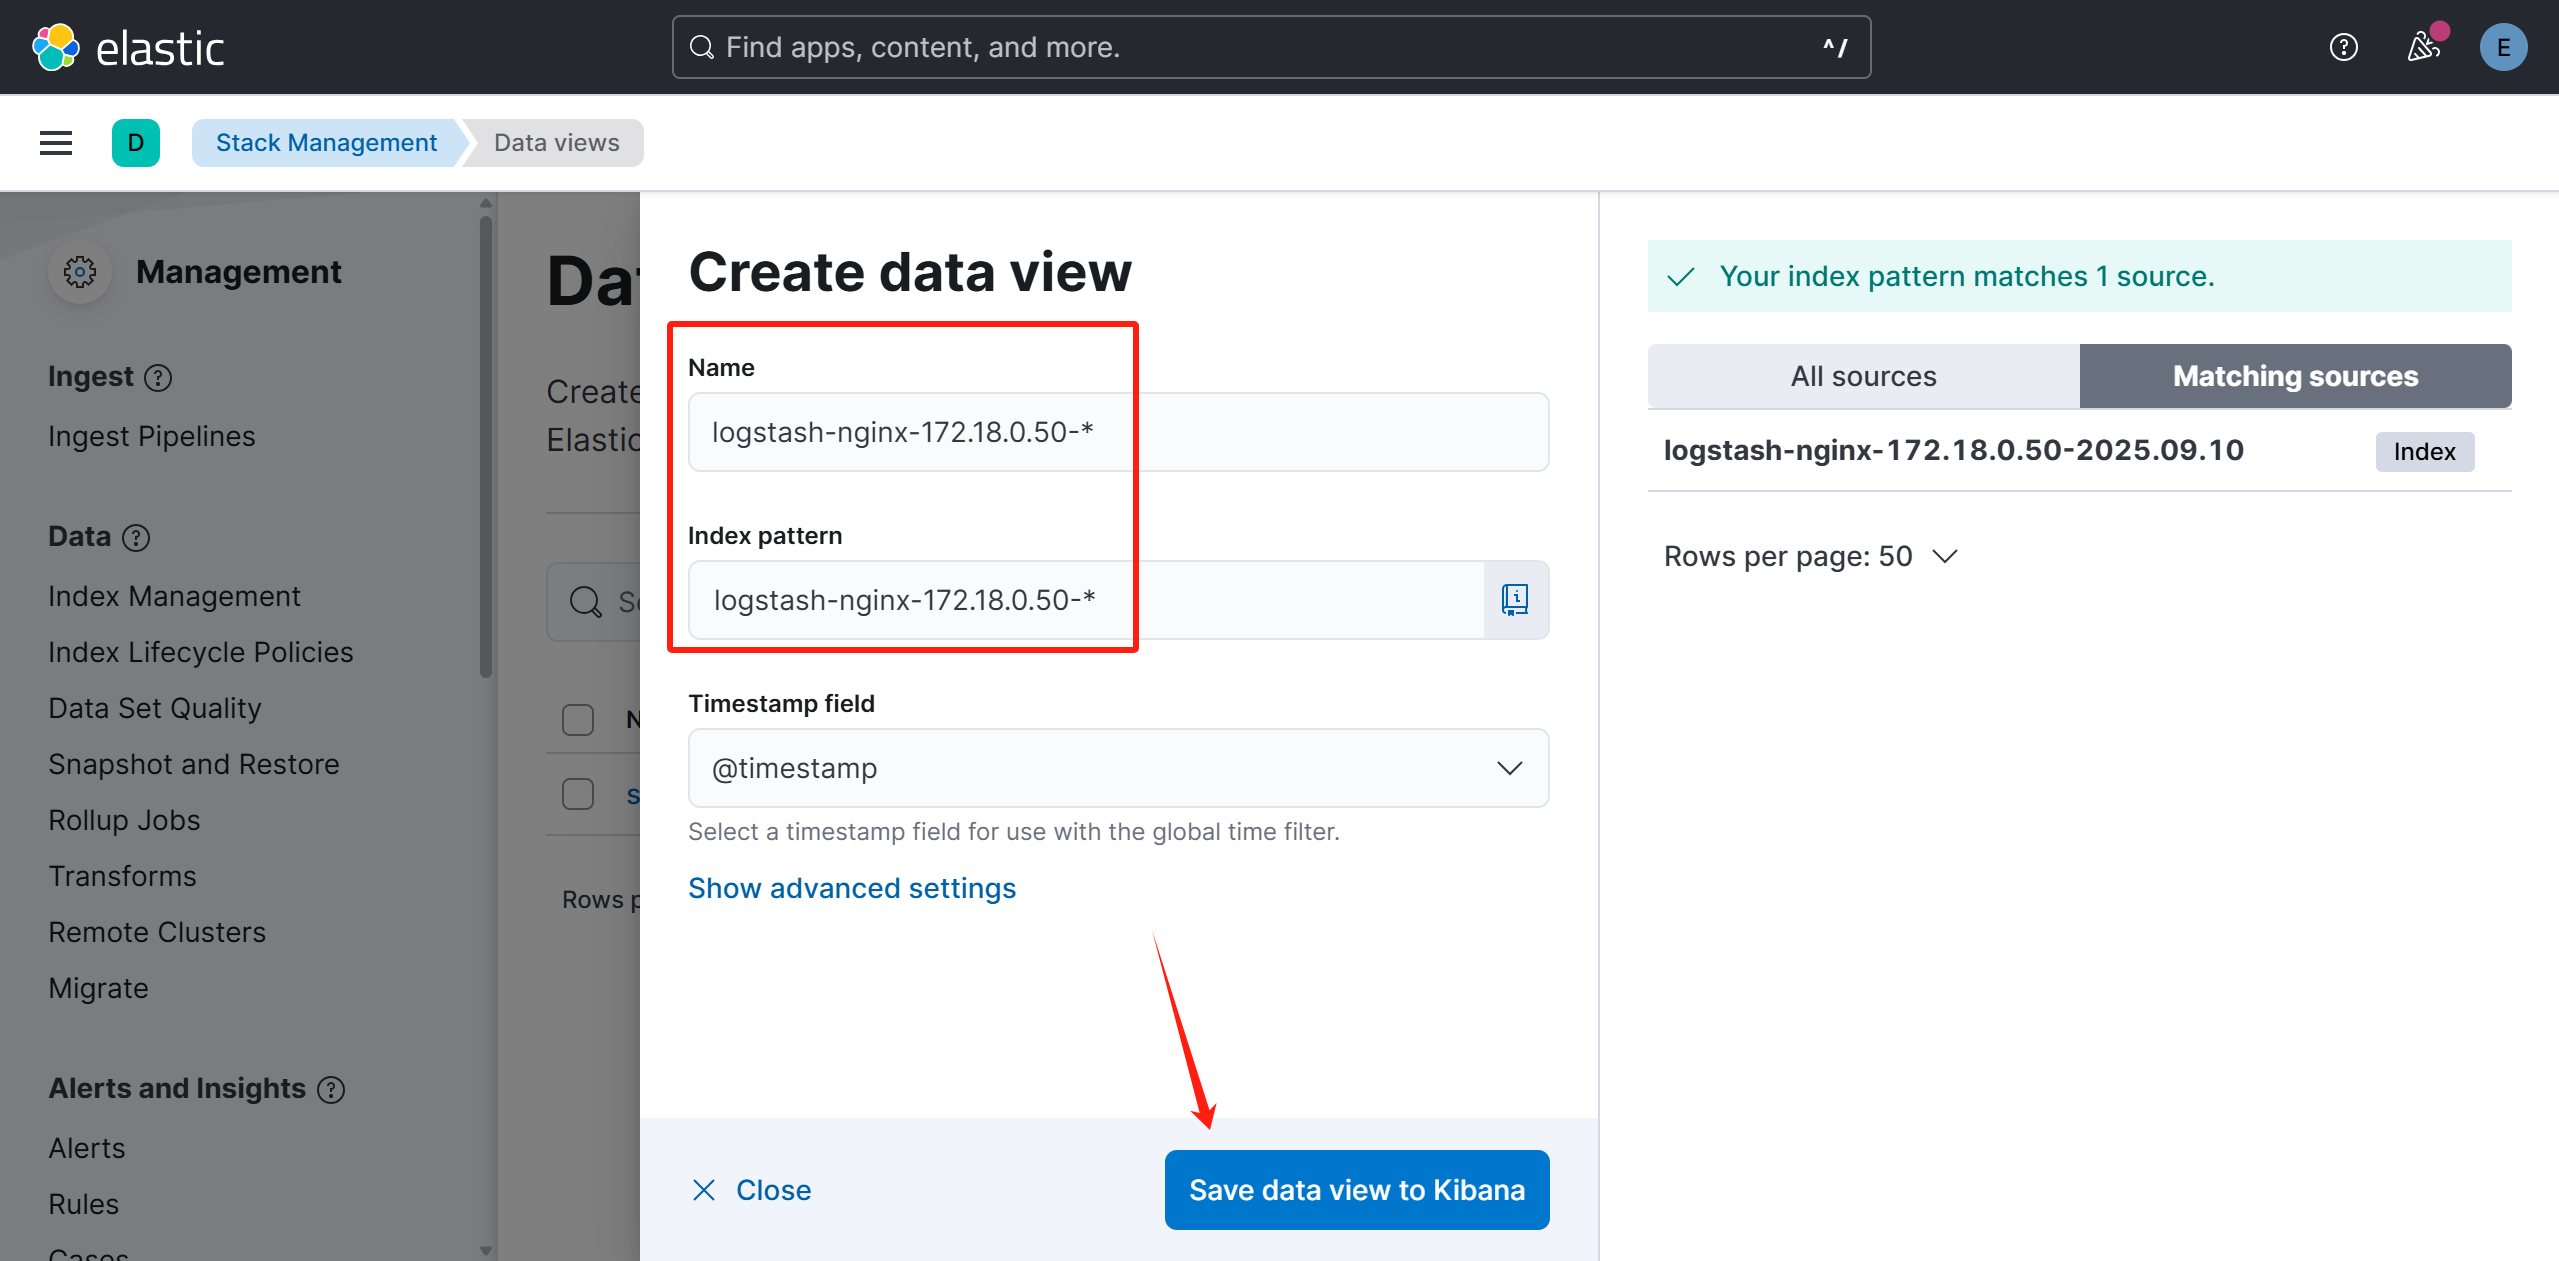 elastic
Find apps, content, and more.
^/
E
D
Stack Management
Data views
Management
Ingest
Ingest Pipelines
Data
Index Management
Index Lifecycle Policies
Data Set Quality
Snapshot and Restore
Rollup Jobs
Transforms
Remote Clusters
Migrate
Alerts and Insights
Alerts
Rules
Cases
Create
Elastic
Rows p
Create data view
Name
logstash-nginx-172.18.0.50-*
Index pattern
logstash-nginx-172.18.0.50-*
Timestamp field
@timestamp
Select a timestamp field for use with the global time filter.
Show advanced settings
Close
Save data view to Kibana
Your index pattern matches 1 source.
All sources
Matching sources
logstash-nginx-172.18.0.50-2025.09.10
Index
Rows per page: 50